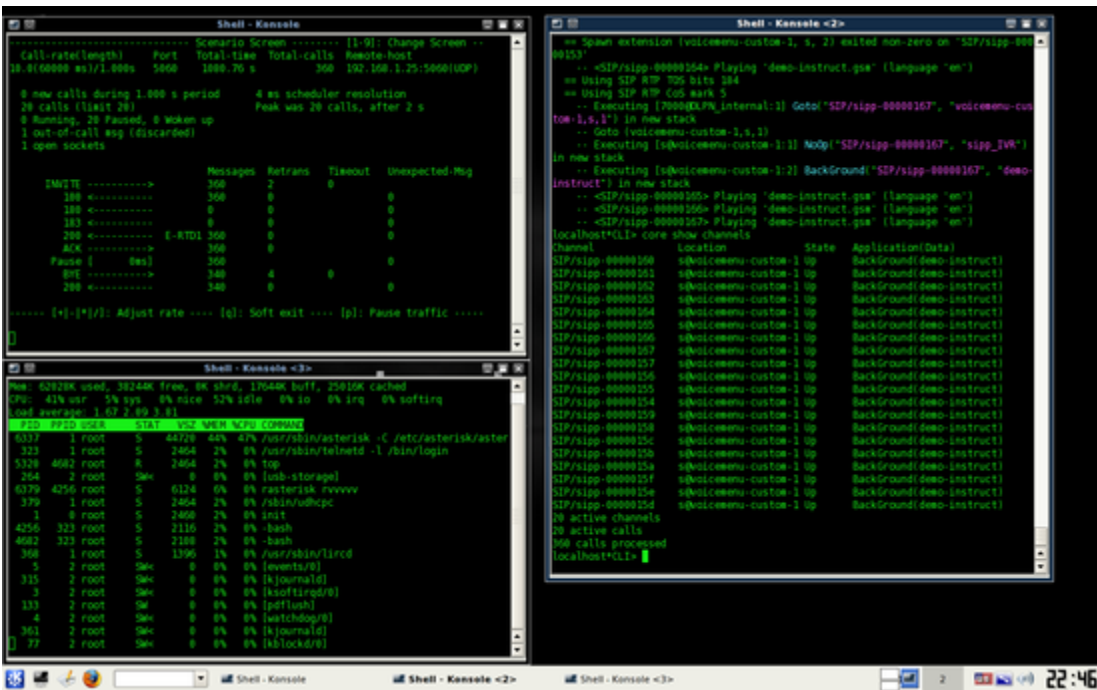 Shell - Konsole
------------------------------ Scenario Screen -------- [1-9]: Change Screen --
Call-rate(length) Port Total-time Total-calls Remote-host
10.0(60000 ms)/1.000s 5060 1080.76 s 360 192.168.1.25:5060(UDP)
0 new calls during 1.000 s period 4 ms scheduler resolution
20 calls (limit 20) Peak was 20 calls, after 2 s
0 Running, 20 Paused, 0 Woken up
1 out-of-call msg (discarded)
1 open sockets
Messages Retrans Timeout Unexpected-Msg
INVITE ----------> 360 2 0
100 <---------- 360 0 0
180 <---------- 0 0 0
183 <---------- 0 0 0
200 <---------- E-RTD1 360 0 0
ACK ----------> 360 0
Pause [ 0ms] 360 0
BYE ----------> 340 4 0
200 <---------- 340 0 0
------ [+|-|*|/]: Adjust rate ---- [q]: Soft exit ---- [p]: Pause traffic -----
Shell - Konsole <3>
Mem: 62028K used, 38244K free, 0K shrd, 17644K buff, 25016K cached
CPU: 41% usr 5% sys 0% nice 52% idle 0% io 0% irq 0% softirq
Load average: 1.67 2.09 3.81
PID PPID USER STAT VSZ %MEM %CPU COMMAND
6337 1 root S 44720 44% 47% /usr/sbin/asterisk -C /etc/asterisk/aster
323 1 root S 2464 2% 0% /usr/sbin/telnetd -l /bin/login
5320 4682 root R 2464 2% 0% top
264 2 root SW< 0 0% 0% [usb-storage]
6379 4256 root S 6124 6% 0% rasterisk rvvvvv
379 1 root S 2464 2% 0% /sbin/udhcpc
1 0 root S 2460 2% 0% init
4256 323 root S 2116 2% 0% -bash
4682 323 root S 2108 2% 0% -bash
368 1 root S 1396 1% 0% /usr/sbin/lircd
5 2 root SW< 0 0% 0% [events/0]
315 2 root SW< 0 0% 0% [kjournald]
3 2 root SW< 0 0% 0% [ksoftirqd/0]
133 2 root SW 0 0% 0% [pdflush]
4 2 root SW< 0 0% 0% [watchdog/0]
361 2 root SW< 0 0% 0% [kjournald]
77 2 root SW< 0 0% 0% [kblockd/0]
Shell - Konsole <2>
== Spawn extension (voicemenu-custom-1, s, 2) exited non-zero on 'SIP/sipp-000
00153'
-- <SIP/sipp-00000164> Playing 'demo-instruct.gsm' (language 'en')
== Using SIP RTP TOS bits 184
== Using SIP RTP CoS mark 5
-- Executing [7000@DLPN_internal:1] Goto("SIP/sipp-00000167", "voicemenu-cus
tom-1,s,1") in new stack
-- Goto (voicemenu-custom-1,s,1)
-- Executing [s@voicemenu-custom-1:1] NoOp("SIP/sipp-00000167", "sipp_IVR")
in new stack
-- Executing [s@voicemenu-custom-1:2] BackGround("SIP/sipp-00000167", "demo-
instruct") in new stack
-- <SIP/sipp-00000165> Playing 'demo-instruct.gsm' (language 'en')
-- <SIP/sipp-00000166> Playing 'demo-instruct.gsm' (language 'en')
-- <SIP/sipp-00000167> Playing 'demo-instruct.gsm' (language 'en')
localhost*CLI> core show channels
Channel Location State Application(Data)
SIP/sipp-00000160 s@voicemenu-custom-1 Up BackGround(demo-instruct)
SIP/sipp-00000161 s@voicemenu-custom-1 Up BackGround(demo-instruct)
SIP/sipp-00000162 s@voicemenu-custom-1 Up BackGround(demo-instruct)
SIP/sipp-00000163 s@voicemenu-custom-1 Up BackGround(demo-instruct)
SIP/sipp-00000164 s@voicemenu-custom-1 Up BackGround(demo-instruct)
SIP/sipp-00000165 s@voicemenu-custom-1 Up BackGround(demo-instruct)
SIP/sipp-00000166 s@voicemenu-custom-1 Up BackGround(demo-instruct)
SIP/sipp-00000167 s@voicemenu-custom-1 Up BackGround(demo-instruct)
SIP/sipp-00000157 s@voicemenu-custom-1 Up BackGround(demo-instruct)
SIP/sipp-00000156 s@voicemenu-custom-1 Up BackGround(demo-instruct)
SIP/sipp-00000155 s@voicemenu-custom-1 Up BackGround(demo-instruct)
SIP/sipp-00000154 s@voicemenu-custom-1 Up BackGround(demo-instruct)
SIP/sipp-00000159 s@voicemenu-custom-1 Up BackGround(demo-instruct)
SIP/sipp-00000158 s@voicemenu-custom-1 Up BackGround(demo-instruct)
SIP/sipp-0000015c s@voicemenu-custom-1 Up BackGround(demo-instruct)
SIP/sipp-0000015b s@voicemenu-custom-1 Up BackGround(demo-instruct)
SIP/sipp-0000015a s@voicemenu-custom-1 Up BackGround(demo-instruct)
SIP/sipp-0000015f s@voicemenu-custom-1 Up BackGround(demo-instruct)
SIP/sipp-0000015e s@voicemenu-custom-1 Up BackGround(demo-instruct)
SIP/sipp-0000015d s@voicemenu-custom-1 Up BackGround(demo-instruct)
20 active channels
20 active calls
360 calls processed
localhost*CLI>
Shell - Konsole
Shell - Konsole <2>
Shell - Konsole <3>
2
22:46